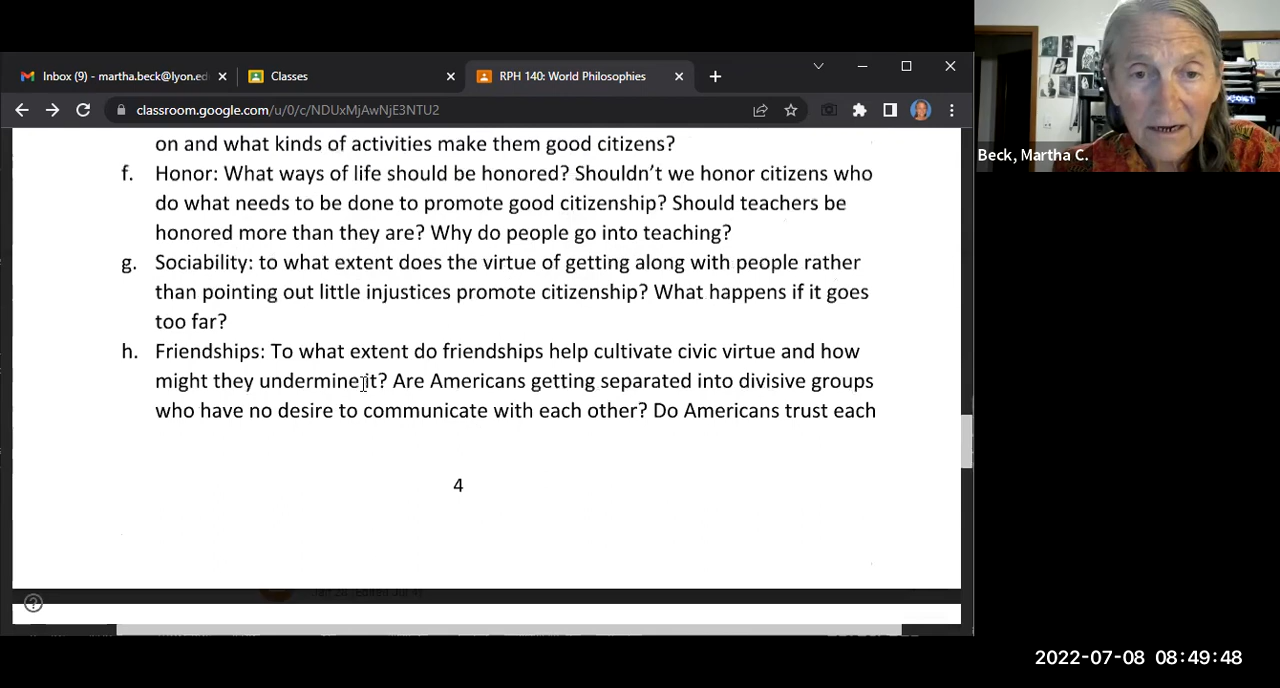 Inbox (9) - martha.beck@lyon.ed
Classes
RPH 140: World Philosophies
classroom.google.com/u/0/c/NDUxMjAwNjE3NTU2
Beck, Martha C.
on and what kinds of activities make them good citizens?
f. Honor: What ways of life should be honored? Shouldn't we honor citizens who
do what needs to be done to promote good citizenship? Should teachers be
honored more than they are? Why do people go into teaching?
g. Sociability: to what extent does the virtue of getting along with people rather
than pointing out little injustices promote citizenship? What happens if it goes
too far?
h. Friendships: To what extent do friendships help cultivate civic virtue and how
might they undermine it? Are Americans getting separated into divisive groups
who have no desire to communicate with each other? Do Americans trust each
4
2022-07-08 08:49:48